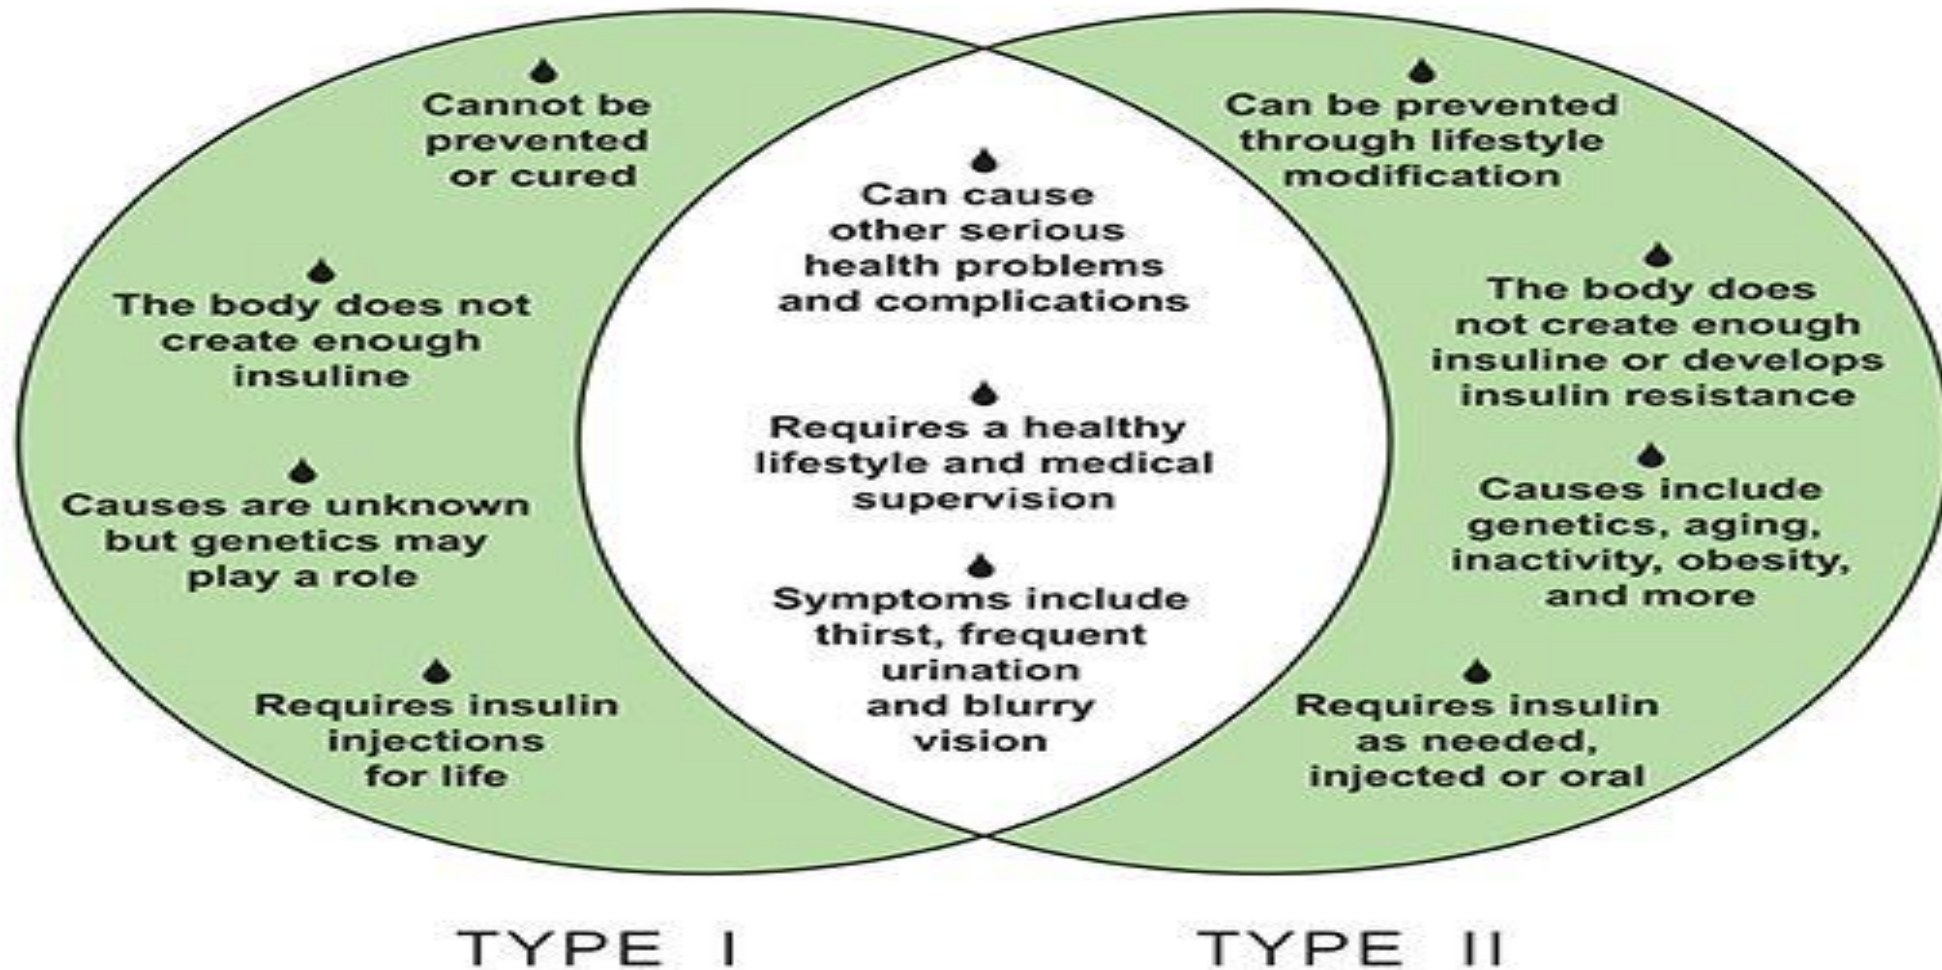 Cannot be
prevented
or cured
The body does not
create enough
insuline
Causes are unknown
but genetics may
play a role
Requires insulin
injections
for life
Can cause
other serious
health problems
and complications
Requires a healthy
lifestyle and medical
supervision
Symptoms include
thirst, frequent
urination
and blurry
vision
Can be prevented
through lifestyle
modification
The body does
not create enough
insuline or develops
insulin resistance
Causes include
genetics, aging,
inactivity, obesity,
and more
Requires insulin
as needed,
injected or oral
TYPE I
TYPE II